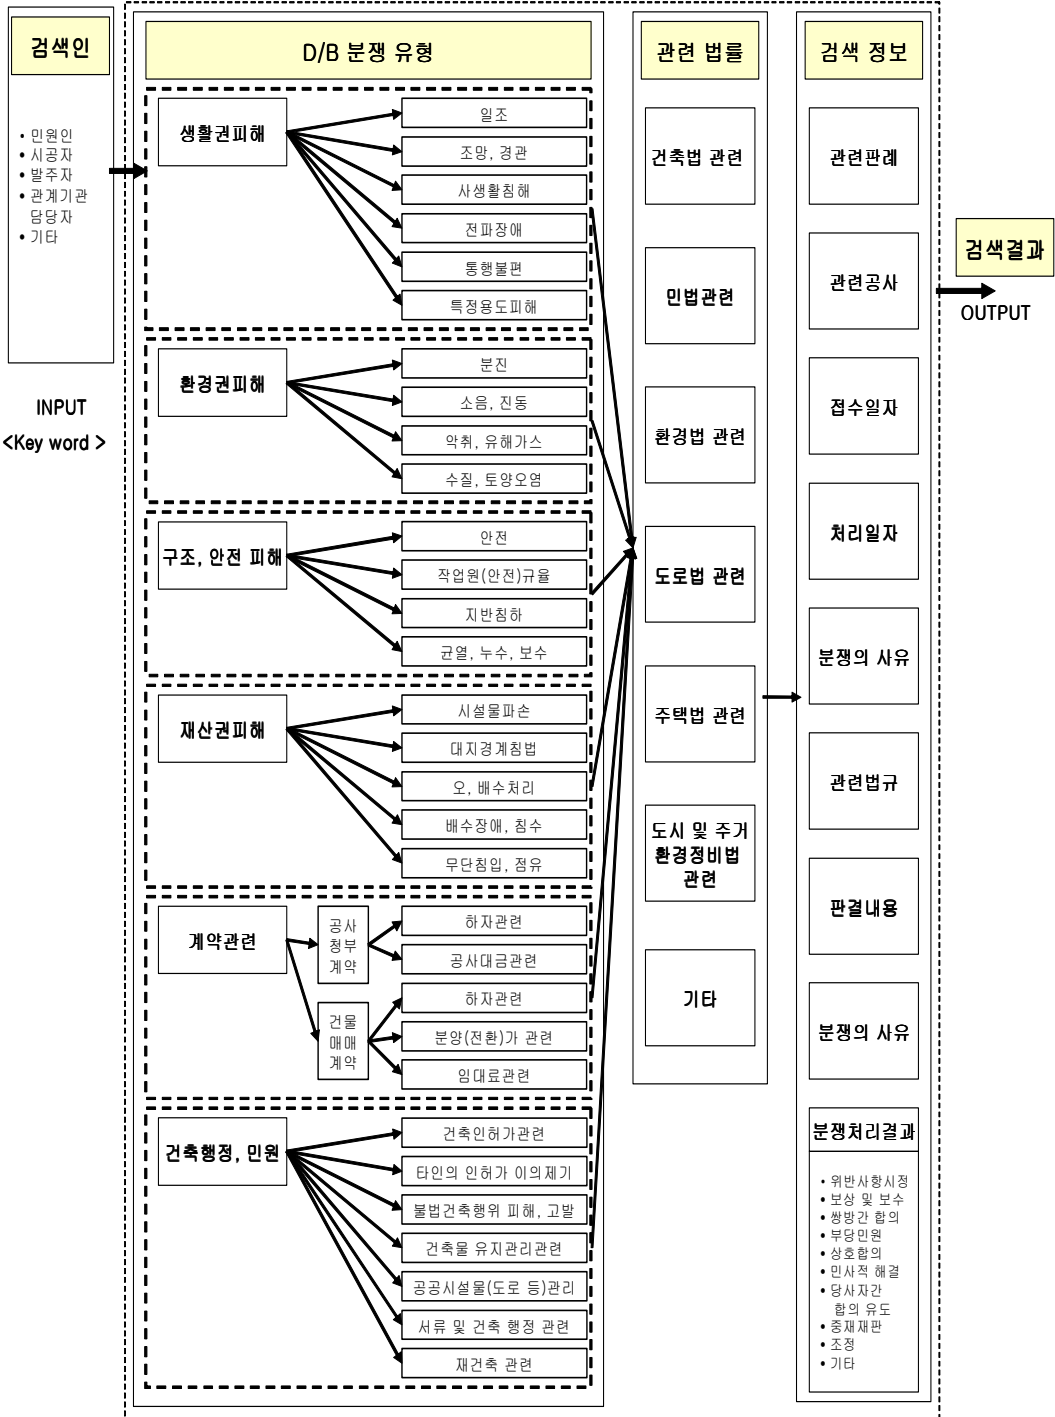 검색인
• 민원인
• 시공자
• 발주자
• 관계기관
담당자
• 기타
INPUT
<Key word >
D/B 분쟁 유형
생활권피해
일조
조망, 경관
사생활침해
전파장애
통행불편
특정용도피해
환경권피해
분진
소음, 진동
악취, 유해가스
수질, 토양오염
구조, 안전 피해
안전
작업원(안전)규율
지반침하
균열, 누수, 보수
재산권피해
시설물파손
대지경계침법
오, 배수처리
배수장애, 침수
무단침입, 점유
계약관련
공사
청부
계약
하자관련
공사대금관련
건물
매매
계약
하자관련
분양(전환)가 관련
임대료관련
건축행정, 민원
건축인허가관련
타인의 인허가 이의제기
불법건축행위 피해, 고발
건축물 유지관리관련
공공시설물(도로 등)관리
서류 및 건축 행정 관련
재건축 관련
관련 법률
건축법 관련
민법관련
환경법 관련
도로법 관련
주택법 관련
도시 및 주거
환경정비법
관련
기타
검색 정보
관련판례
관련공사
접수일자
처리일자
분쟁의 사유
관련법규
판결내용
분쟁의 사유
분쟁처리결과
• 위반사항시정
• 보상 및 보수
• 쌍방간 합의
• 부당민원
• 상호합의
• 민사적 해결
• 당사자간
합의 유도
• 중재재판
• 조정
• 기타
검색결과
OUTPUT